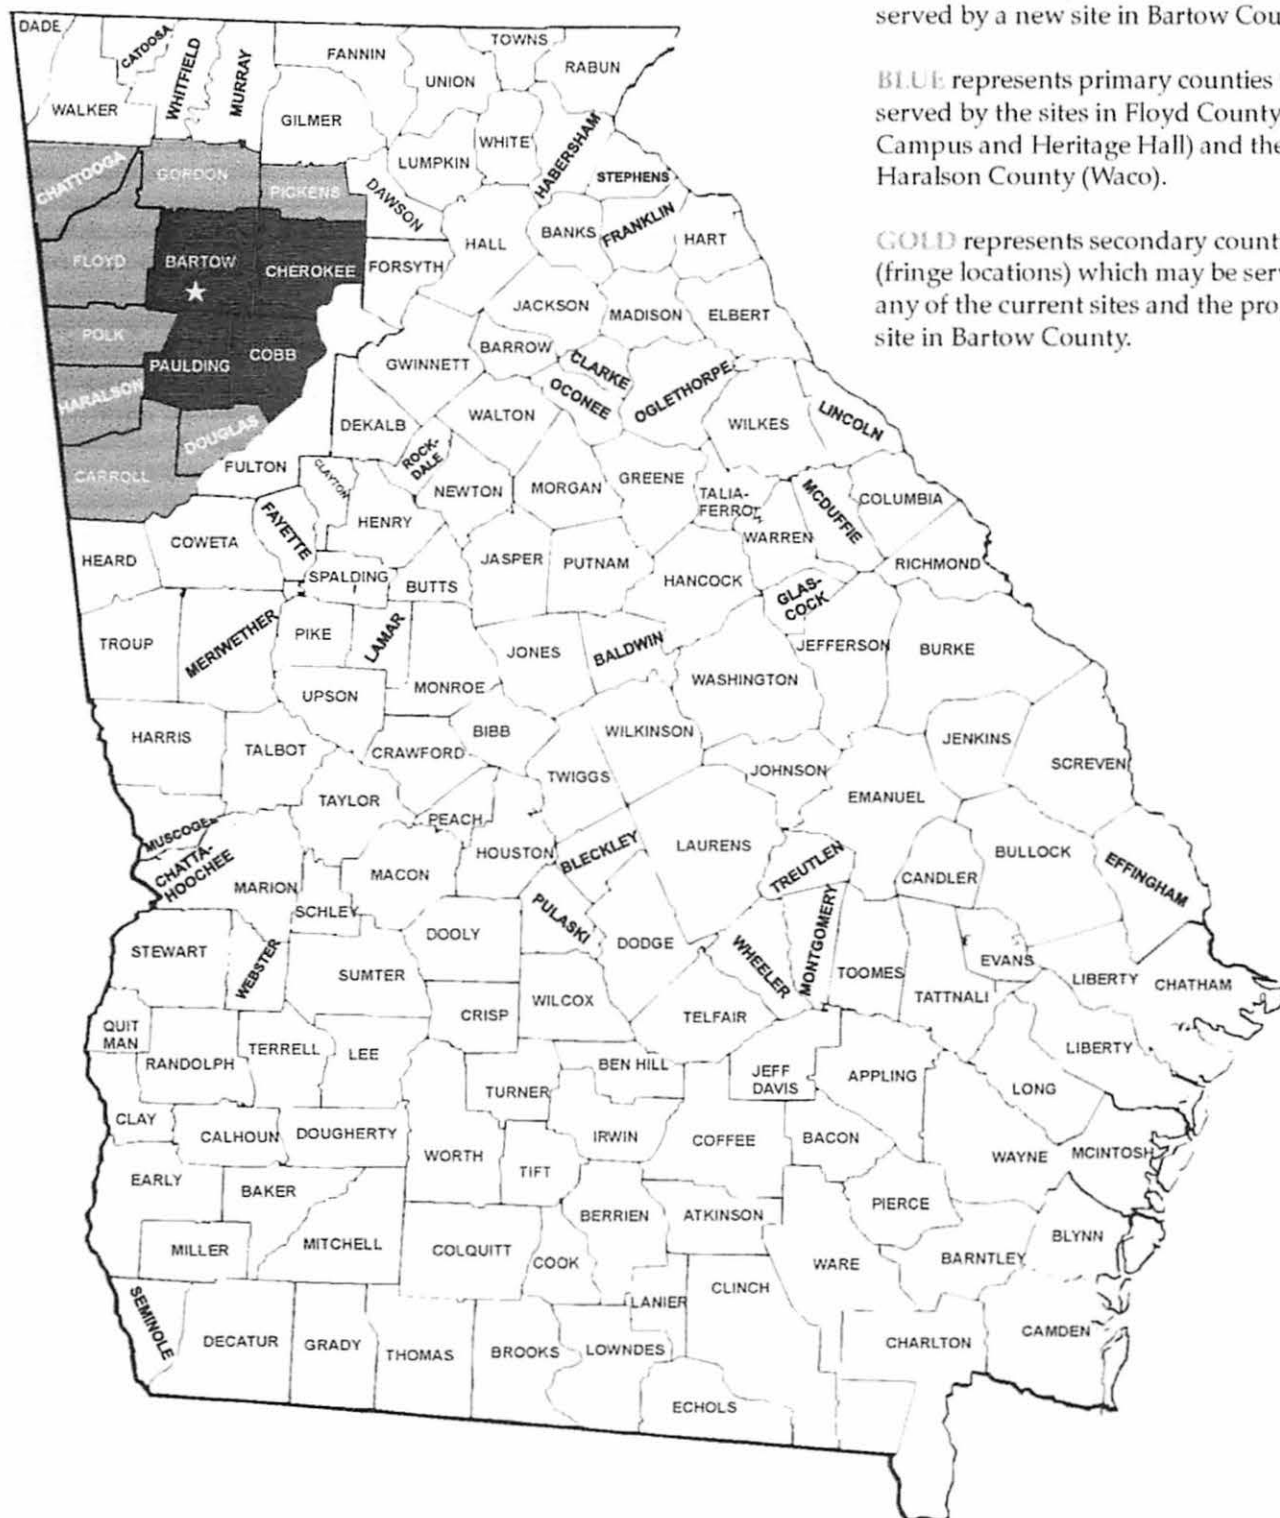 served by a new site in Bartow Cou
BLUE represents primary counties
served by the sites in Floyd County
Campus and Heritage Hall) and the
Haralson County (Waco).
GOLD represents secondary count
(fringe locations) which may be serv
any of the current sites and the pro
site in Bartow County.
DADE
CATOOSA
WHITFIELD
MURRAY
FANNIN
UNION
TOWNS
RABUN
WALKER
GILMER
LUMPKIN
WHITE
HABERSHAM
STEPHENS
CHATTOOGA
GORDON
PICKENS
DAWSON
HALL
BANKS
FRANKLIN
HART
FLOYD
BARTOW
CHEROKEE
FORSYTH
JACKSON
MADISON
ELBERT
POLK
PAULDING
COBB
GWINNETT
BARROW
CLARKE
OCONEE
OGLETHORPE
HARALSON
DOUGLAS
DEKALB
WALTON
WILKES
LINCOLN
CARROLL
FULTON
CLAYTON
ROCK-
DALE
NEWTON
MORGAN
GREENE
TALIA-
FERRO
MCDUFFIE
COLUMBIA
HEARD
COWETA
FAYETTE
HENRY
SPALDING
BUTTS
JASPER
PUTNAM
HANCOCK
WARREN
RICHMOND
GLAS-
COCK
TROUP
MERIWETHER
PIKE
LAMAR
MONROE
JONES
BALDWIN
WASHINGTON
JEFFERSON
BURKE
UPSON
HARRIS
TALBOT
CRAWFORD
BIBB
WILKINSON
TWIGGS
JOHNSON
JENKINS
SCREVEN
EMANUEL
TAYLOR
PEACH
MUSCOGE
CHATTA-
HOOCHEE
MARION
MACON
HOUSTON
BLECKLEY
LAURENS
TREUTLEN
CANDLER
BULLOCK
EFFINGHAM
SCHLEY
PULASKI
MONTGOMERY
STEWART
WEBSTER
SUMTER
DOOLY
DODGE
WHEELER
TOOMES
EVANS
TATTNALI
LIBERTY
CHATHAM
WILCOX
CRISP
TELFAIR
QUIT
MAN
RANDOLPH
TERRELL
LEE
TURNER
BEN HILL
JEFF
DAVIS
APPLING
LONG
LIBERTY
CLAY
CALHOUN
DOUGHERTY
WORTH
TIFT
IRWIN
COFFEE
BACON
WAYNE
MCINTOSH
EARLY
BAKER
BERRIEN
ATKINSON
PIERCE
MILLER
MITCHELL
COLQUITT
COOK
WARE
BARNTLEY
BLYNN
SEMINOLE
DECATUR
GRADY
THOMAS
BROOKS
LANIER
LOWNDES
CLINCH
CHARLTON
CAMDEN
ECHOLS